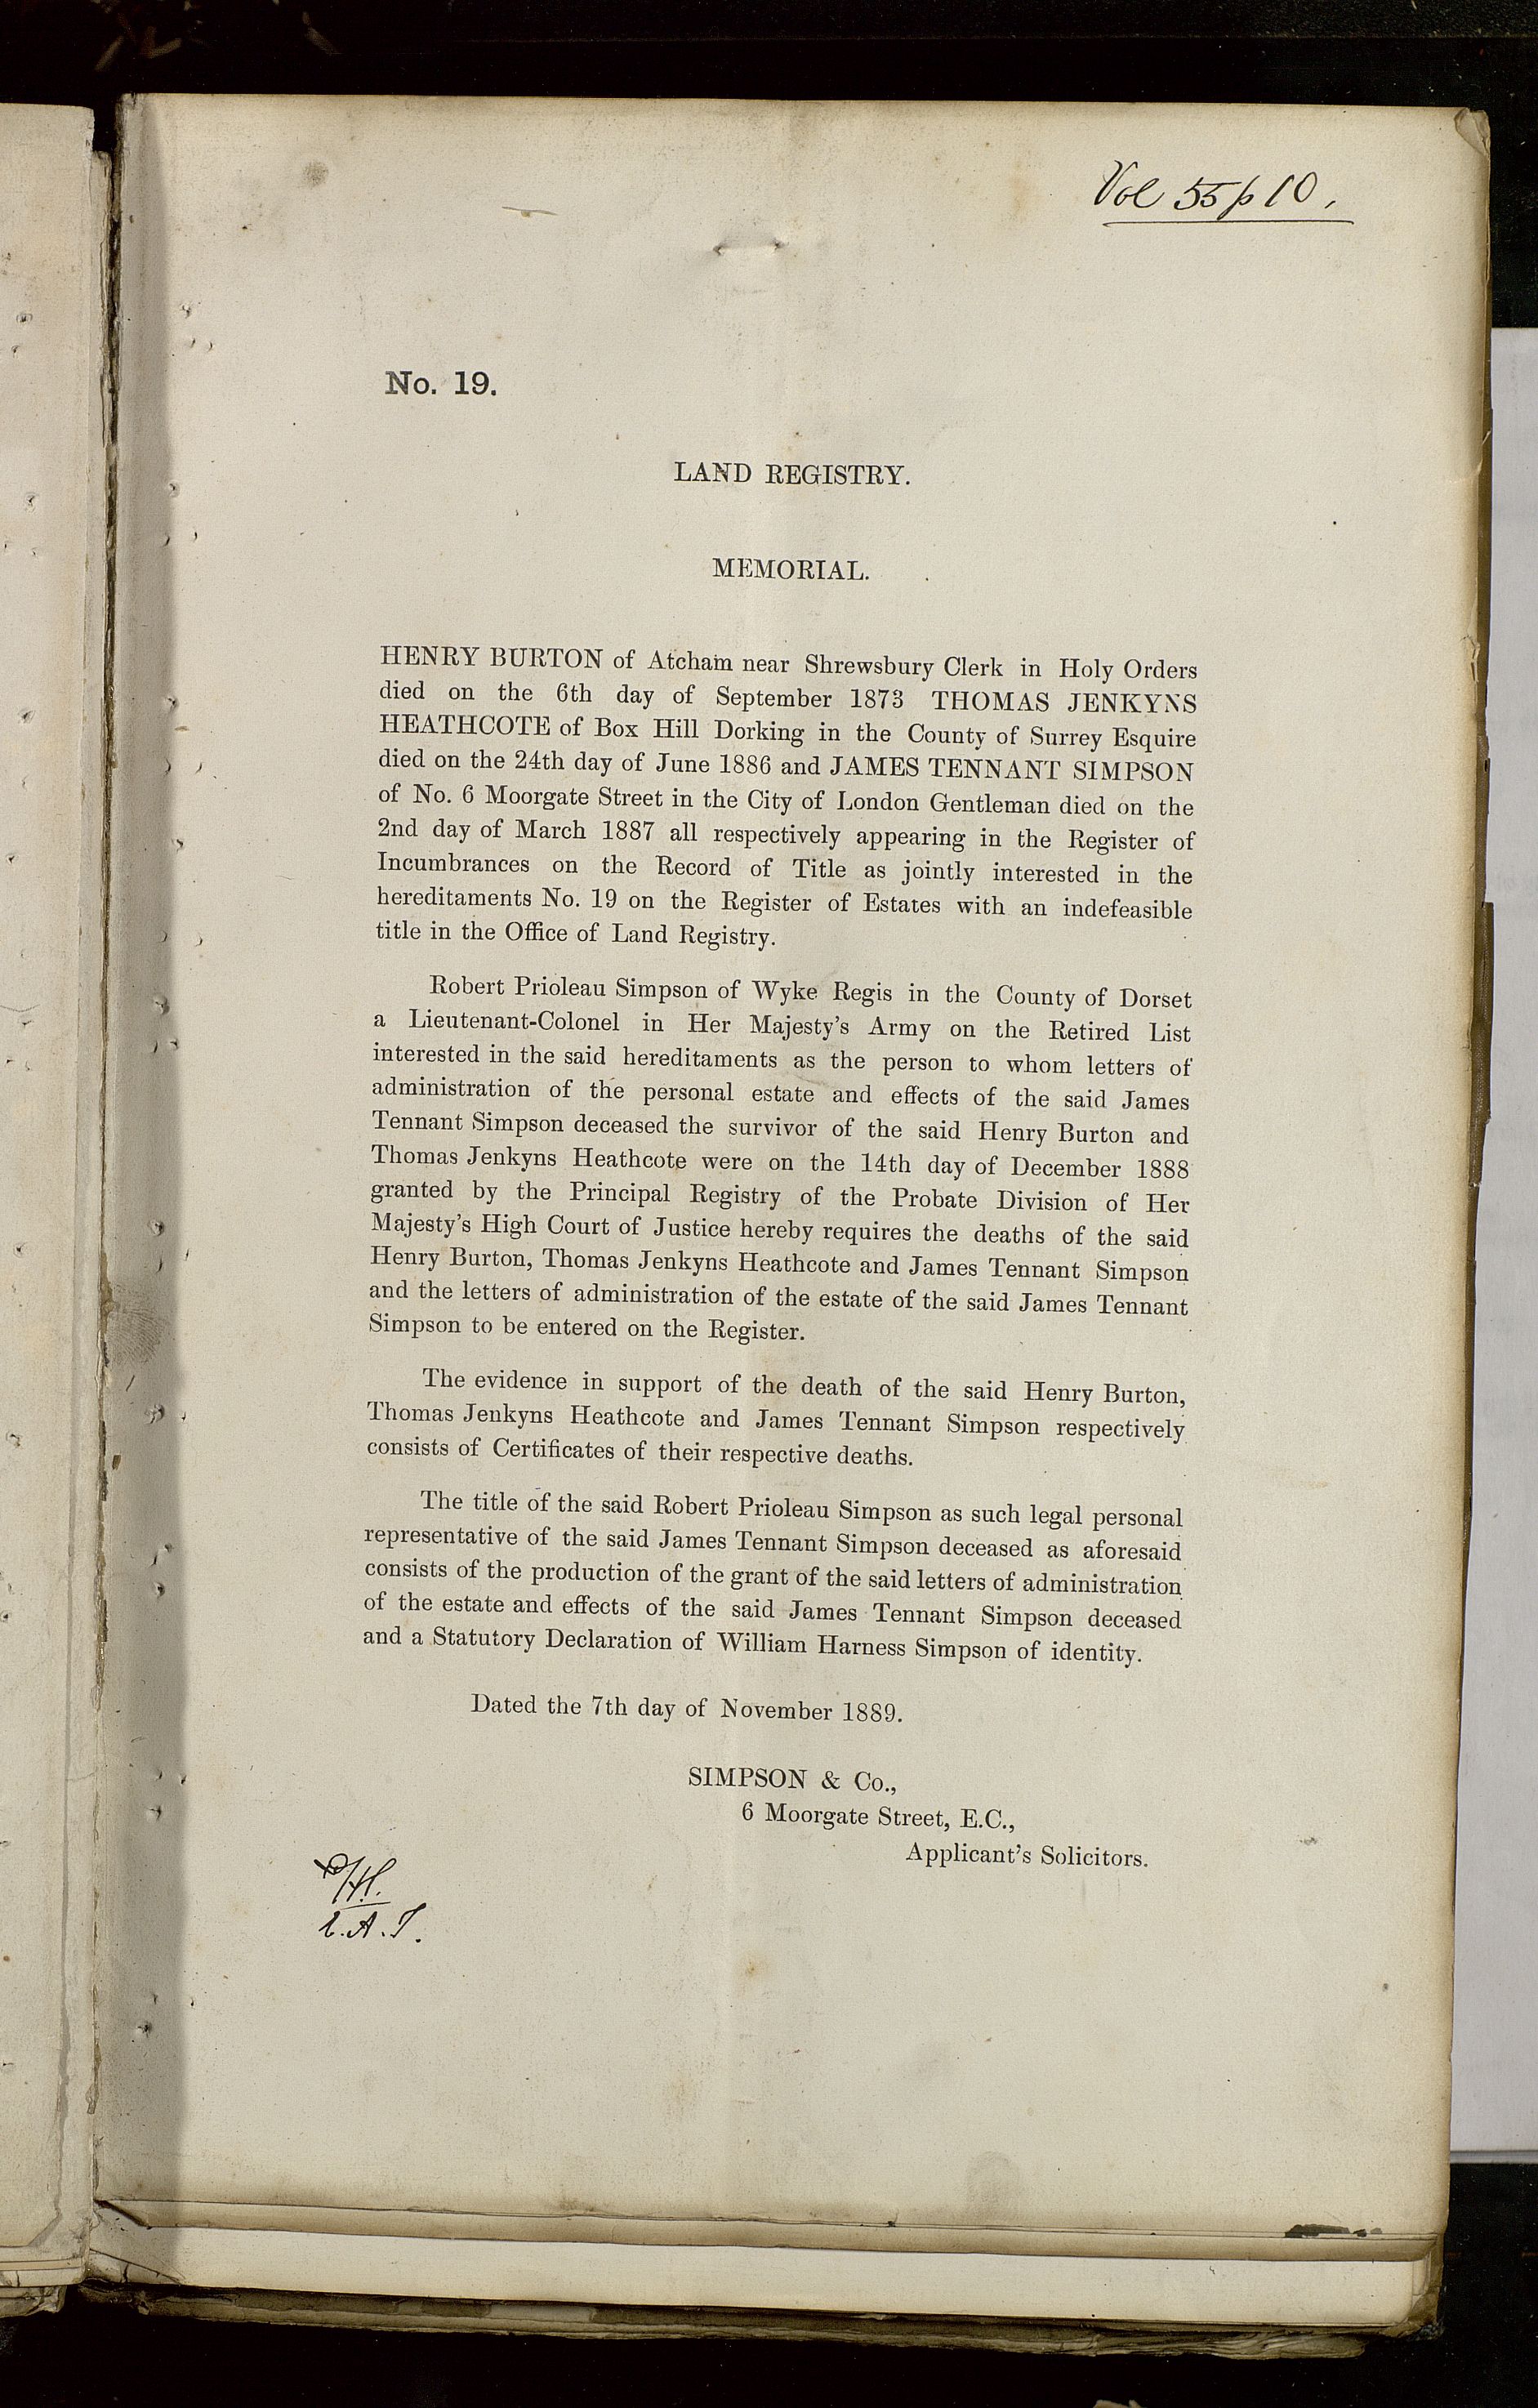 Vol 55 p 10.
No. 19.
LAND REGISTRY.
MEMORIAL.
HENRY BURTON of Atcham near Shrewsbury Clerk in Holy Orders
died on the 6th day of September 1873 THOMAS JENKYNS
HEATHCOTE of Box Hill Dorking in the County of Surrey Esquire
died on the 24th day of June 1886 and JAMES TENNANT SIMPSON
of No. 6 Moorgate Street in the City of London Gentleman died on the
2nd day of March 1887 all respectively appearing in the Register of
Incumbrances on the Record of Title as jointly interested in the
hereditaments No. 19 on the Register of Estates with an indefeasible
title in the Office of Land Registry.
Robert Prioleau Simpson of Wyke Regis in the County of Dorset
a Lieutenant-Colonel in Her Majesty's Army on the Retired List
interested in the said hereditaments as the person to whom letters of
administration of the personal estate and effects of the said James
Tennant Simpson deceased the survivor of the said Henry Burton and
Thomas Jenkyns Heathcote were on the 14th day of December 1888
granted by the Principal Registry of the Probate Division of Her
Majesty's High Court of Justice hereby requires the deaths of the said
Henry Burton, Thomas Jenkyns Heathcote and James Tennant Simpson
and the letters of administration of the estate of the said James Tennant
Simpson to be entered on the Register.
The evidence in support of the death of the said Henry Burton,
Thomas Jenkyns Heathcote and James Tennant Simpson respectively
consists of Certificates of their respective deaths.
The title of the said Robert Prioleau Simpson as such legal personal
representative of the said James Tennant Simpson deceased as aforesaid
consists of the production of the grant of the said letters of administration
of the estate and effects of the said James Tennant Simpson deceased
and a Statutory Declaration of William Harness Simpson of identity.
Dated the 7th day of November 1889.
SIMPSON & Co.,
6 Moorgate Street, E.C.,
Applicant's Solicitors.